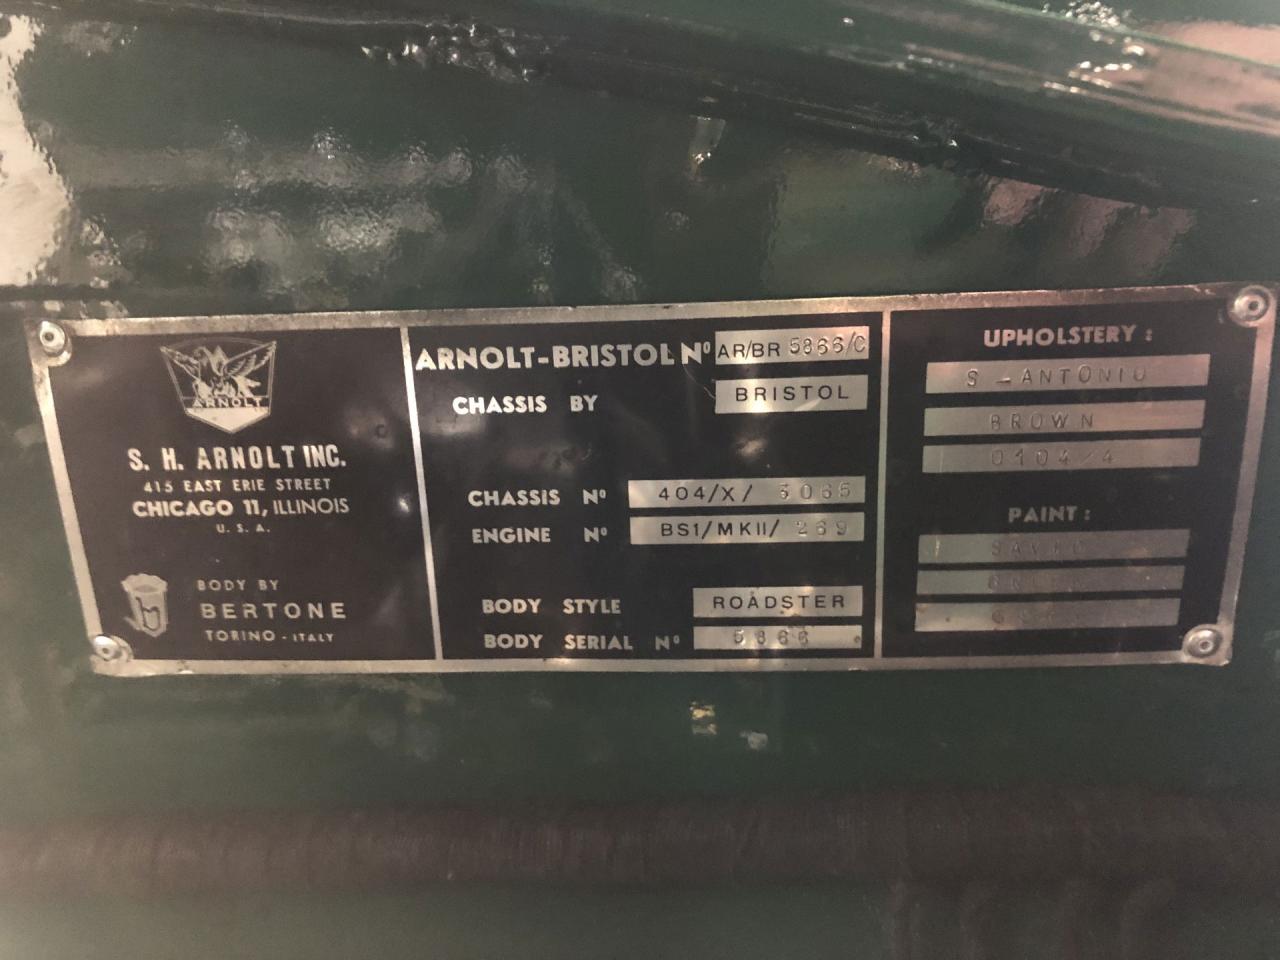 ARNOLT
S. H. ARNOLT INC.
415 EAST ERIE STREET
CHICAGO 11, ILLINOIS
U. S. A.
BODY BY
BERTONE
TORINO - ITALY
ARNOLT-BRISTOL Nº AR/BR 5866/C
CHASSIS BY BRISTOL
CHASSIS Nº 404/X/ 3065
ENGINE Nº BS1/MKII/ 269
BODY STYLE ROADSTER
BODY SERIAL Nº 5866
UPHOLSTERY:
S - ANTONIO
BROWN
0104/4
PAINT: